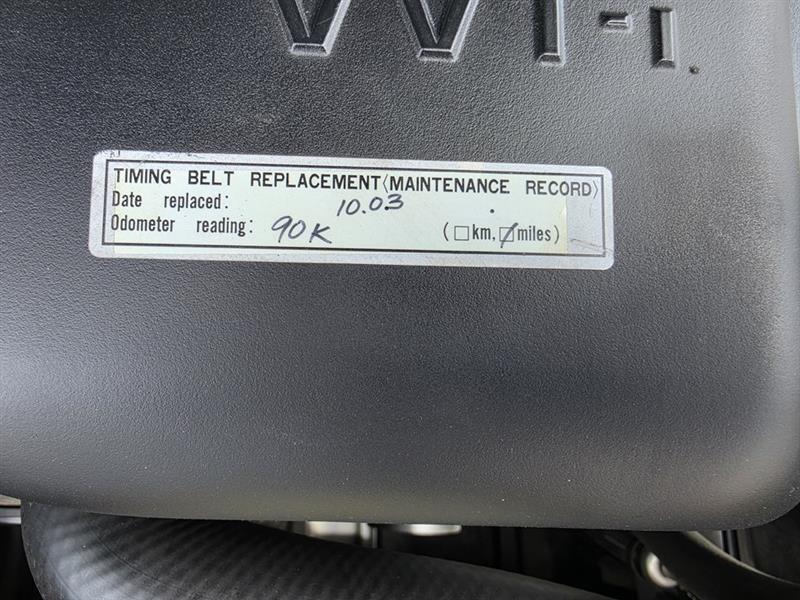 VVT-i
TIMING BELT REPLACEMENT (MAINTENANCE RECORD)
Date replaced: 10.03
Odometer reading: 90K (□km, ☑miles)